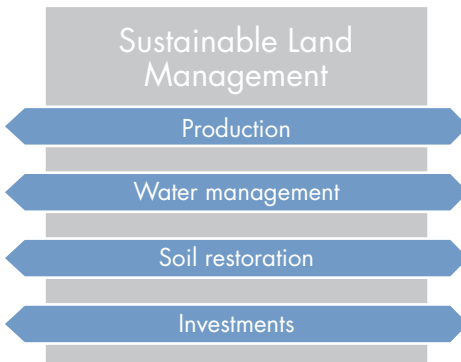 Sustainable Land
Management
Production
Water management
Soil restoration
Investments